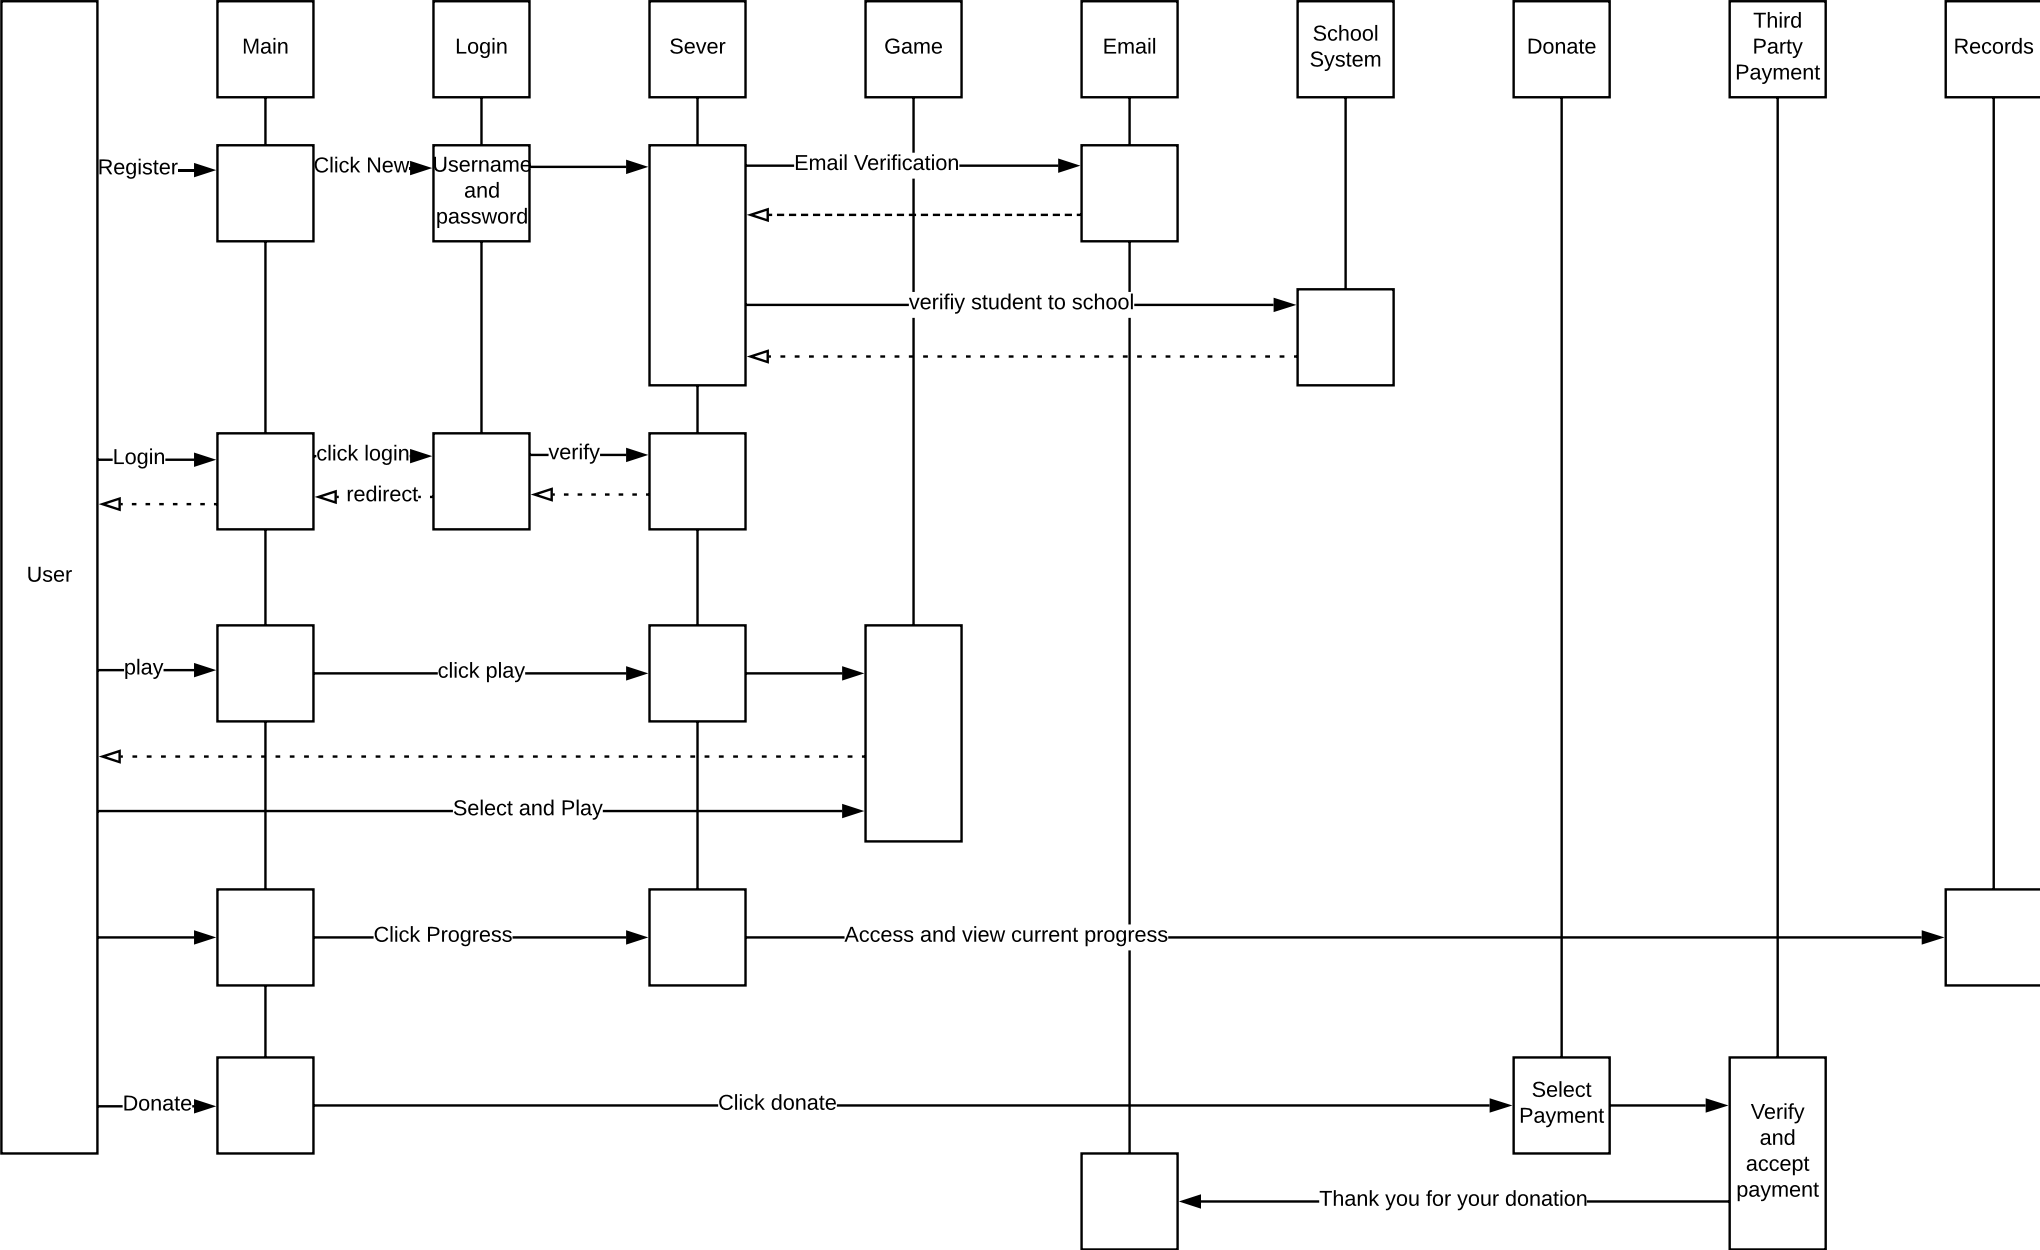 Main
Login
Sever
Game
Email
School
System
Donate
Third
Party
Payment
Records
Register
Click New
Username
and
password
Email Verification
verifiy student to school
Login
click login
verify
redirect
User
play
click play
Select and Play
Click Progress
Access and view current progress
Donate
Click donate
Select
Payment
Verify
and
accept
payment
Thank you for your donation